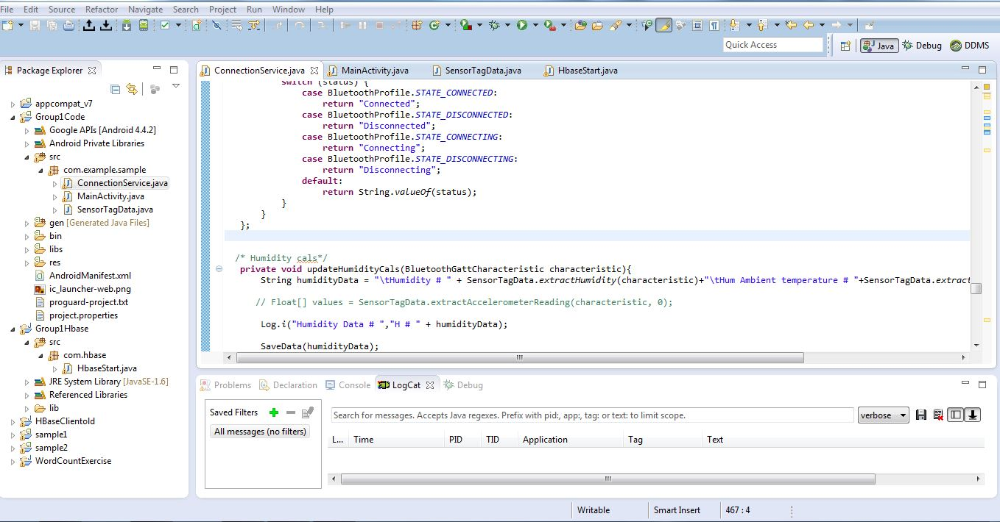 File Edit Source Refactor Navigate Search Project Run Window Help
Quick Access
Java Debug DDMS
Package Explorer
appcompat_v7
Group1Code
Google APIs [Android 4.4.2]
Android Private Libraries
src
com.example.sample
ConnectionService.java
MainActivity.java
SensorTagData.java
gen [Generated Java Files]
bin
libs
res
AndroidManifest.xml
ic_launcher-web.png
proguard-project.txt
project.properties
Group1Hbase
src
com.hbase
HbaseStart.java
JRE System Library [JavaSE-1.6]
Referenced Libraries
lib
HBaseClientold
sample1
sample2
WordCountExercise
ConnectionService.java MainActivity.java SensorTagData.java HbaseStart.java
switch (status) {
case BluetoothProfile.STATE_CONNECTED:
return "Connected";
case BluetoothProfile.STATE_DISCONNECTED:
return "Disconnected";
case BluetoothProfile.STATE_CONNECTING:
return "Connecting";
case BluetoothProfile.STATE_DISCONNECTING:
return "Disconnecting";
default:
return String.valueOf(status);
}
}
};
/* Humidity cals*/
private void updateHumidityCals(BluetoothGattCharacteristic characteristic){
String humidityData = "\tHumidity # " + SensorTagData.extractHumidity(characteristic)+"\tHum Ambient temperature # "+SensorTagData.extract
// Float[] values = SensorTagData.extractAccelerometerReading(characteristic, 0);
Log.i("Humidity Data # ","H # " + humidityData);
SaveData(humidityData);
Problems Declaration Console LogCat Debug
Saved Filters
All messages (no filters)
Search for messages. Accepts Java regexes. Prefix with pid:, app:, tag: or text: to limit scope.
verbose
L... Time PID TID Application Tag Text
Writable Smart Insert 467 : 4